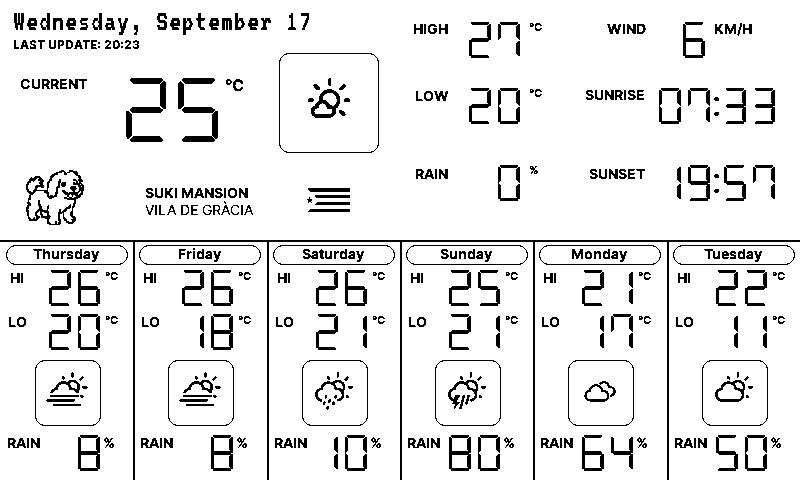 Wednesday, September 17
LAST UPDATE: 20:23
CURRENT 25 °C
HIGH 27 °C
WIND 6 KM/H
LOW 20 °C
SUNRISE 07:33
RAIN 0 %
SUNSET 19:57
SUKI MANSION
VILA DE GRÀCIA
Thursday
HI 26 °C
LO 20 °C
RAIN 8 %
Friday
HI 26 °C
LO 18 °C
RAIN 8 %
Saturday
HI 26 °C
LO 21 °C
RAIN 10 %
Sunday
HI 25 °C
LO 21 °C
RAIN 80 %
Monday
HI 21 °C
LO 17 °C
RAIN 64 %
Tuesday
HI 22 °C
LO 11 °C
RAIN 50 %